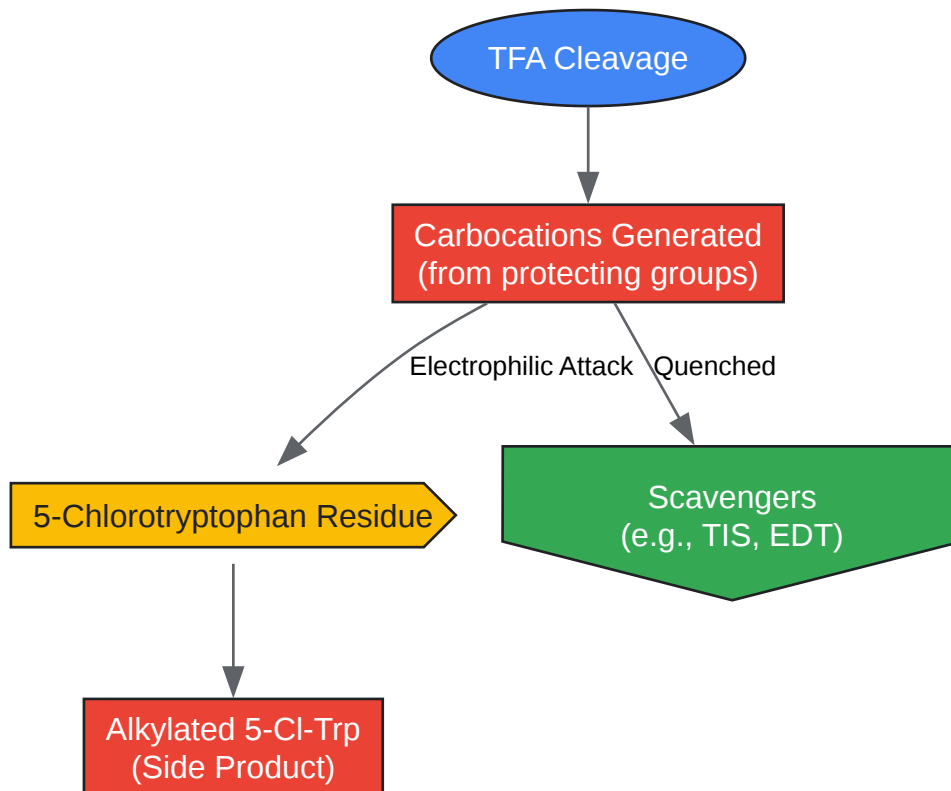 TFA Cleavage
Carbocations Generated
(from protecting groups)
Electrophilic Attack
Quenched
5-Chlorotryptophan Residue
Scavengers
(e.g., TIS, EDT)
Alkylated 5-Cl-Trp
(Side Product)